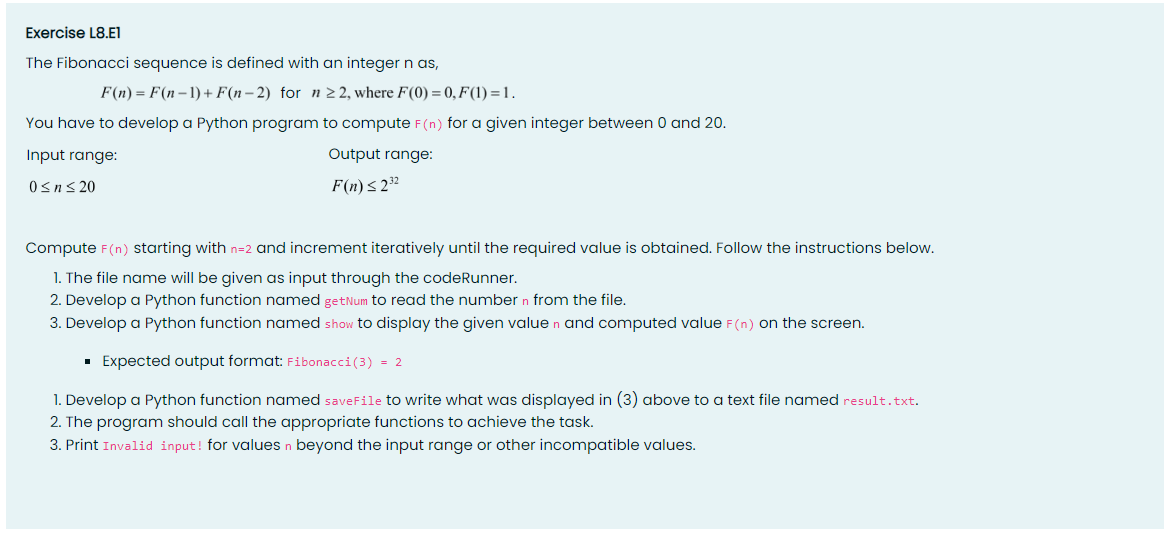 Exercise L8.E1
The Fibonacci sequence is defined with an integer n as,
F(n) = F(n − 1) + F(n − 2) for n ≥ 2, where F(0) = 0, F(1) = 1.
You have to develop a Python program to compute F(n) for a given integer between 0 and 20.
Input range: Output range:
0 ≤ n ≤ 20 F(n) ≤ 2³²
Compute F(n) starting with n=2 and increment iteratively until the required value is obtained. Follow the instructions below.
1. The file name will be given as input through the codeRunner.
2. Develop a Python function named getNum to read the number n from the file.
3. Develop a Python function named show to display the given value n and computed value F(n) on the screen.
▪ Expected output format: Fibonacci(3) = 2
1. Develop a Python function named saveFile to write what was displayed in (3) above to a text file named result.txt.
2. The program should call the appropriate functions to achieve the task.
3. Print Invalid input! for values n beyond the input range or other incompatible values.